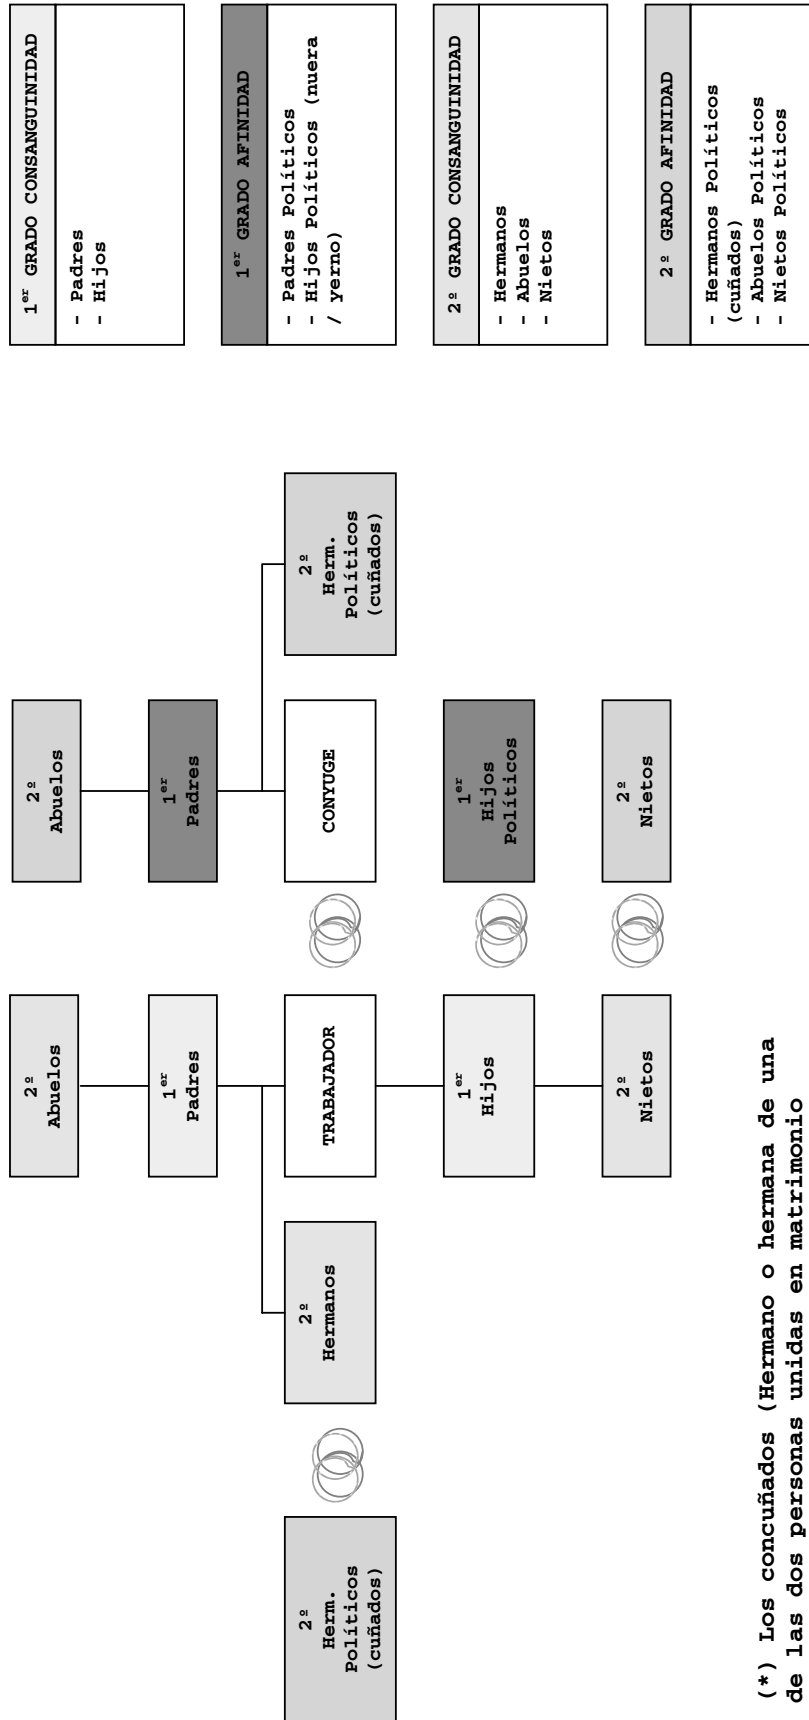 2º
Abuelos
2º
Abuelos
1er
Padres
1er
Padres
2º
Herm.
Políticos
(cuñados)
2º
Hermanos
TRABAJADOR
CONYUGE
2º
Herm.
Políticos
(cuñados)
1er
Hijos
1er
Hijos
Políticos
2º
Nietos
2º
Nietos
1er GRADO CONSANGUINIDAD
- Padres
- Hijos
1er GRADO AFINIDAD
- Padres Políticos
- Hijos Políticos (nuera
/ yerno)
2º GRADO CONSANGUINIDAD
- Hermanos
- Abuelos
- Nietos
2º GRADO AFINIDAD
- Hermanos Políticos
(cuñados)
- Abuelos Políticos
- Nietos Políticos
(*) Los concuñados (Hermano o hermana de una
de las dos personas unidas en matrimonio